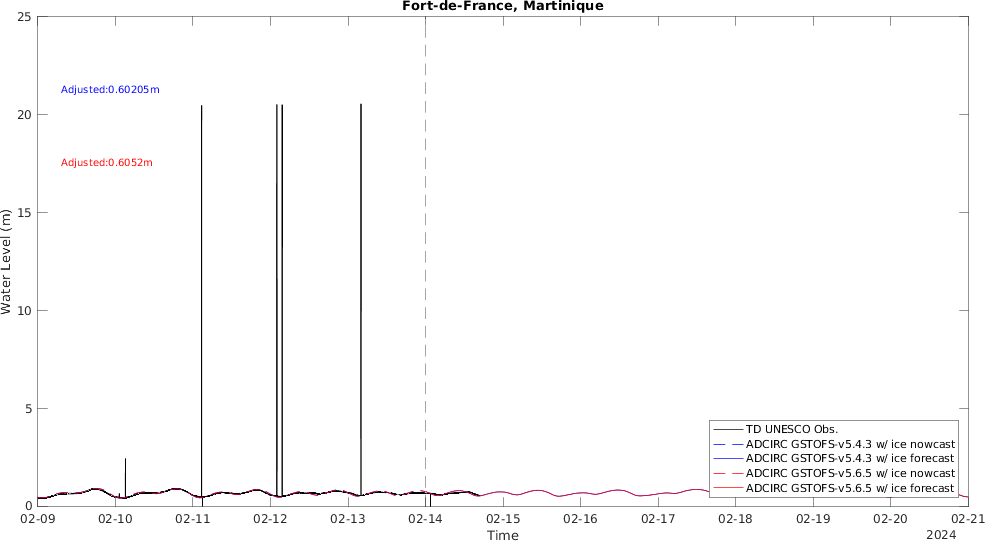 Fort-de-France, Martinique
25
20
15
10
5
0
Water Level (m)
Adjusted:0.60205m
Adjusted:0.6052m
TD UNESCO Obs.
ADCIRC GSTOFS-v5.4.3 w/ ice nowcast
ADCIRC GSTOFS-v5.4.3 w/ ice forecast
ADCIRC GSTOFS-v5.6.5 w/ ice nowcast
ADCIRC GSTOFS-v5.6.5 w/ ice forecast
02-09 02-10 02-11 02-12 02-13 02-14 02-15 02-16 02-17 02-18 02-19 02-20 02-21
Time
2024